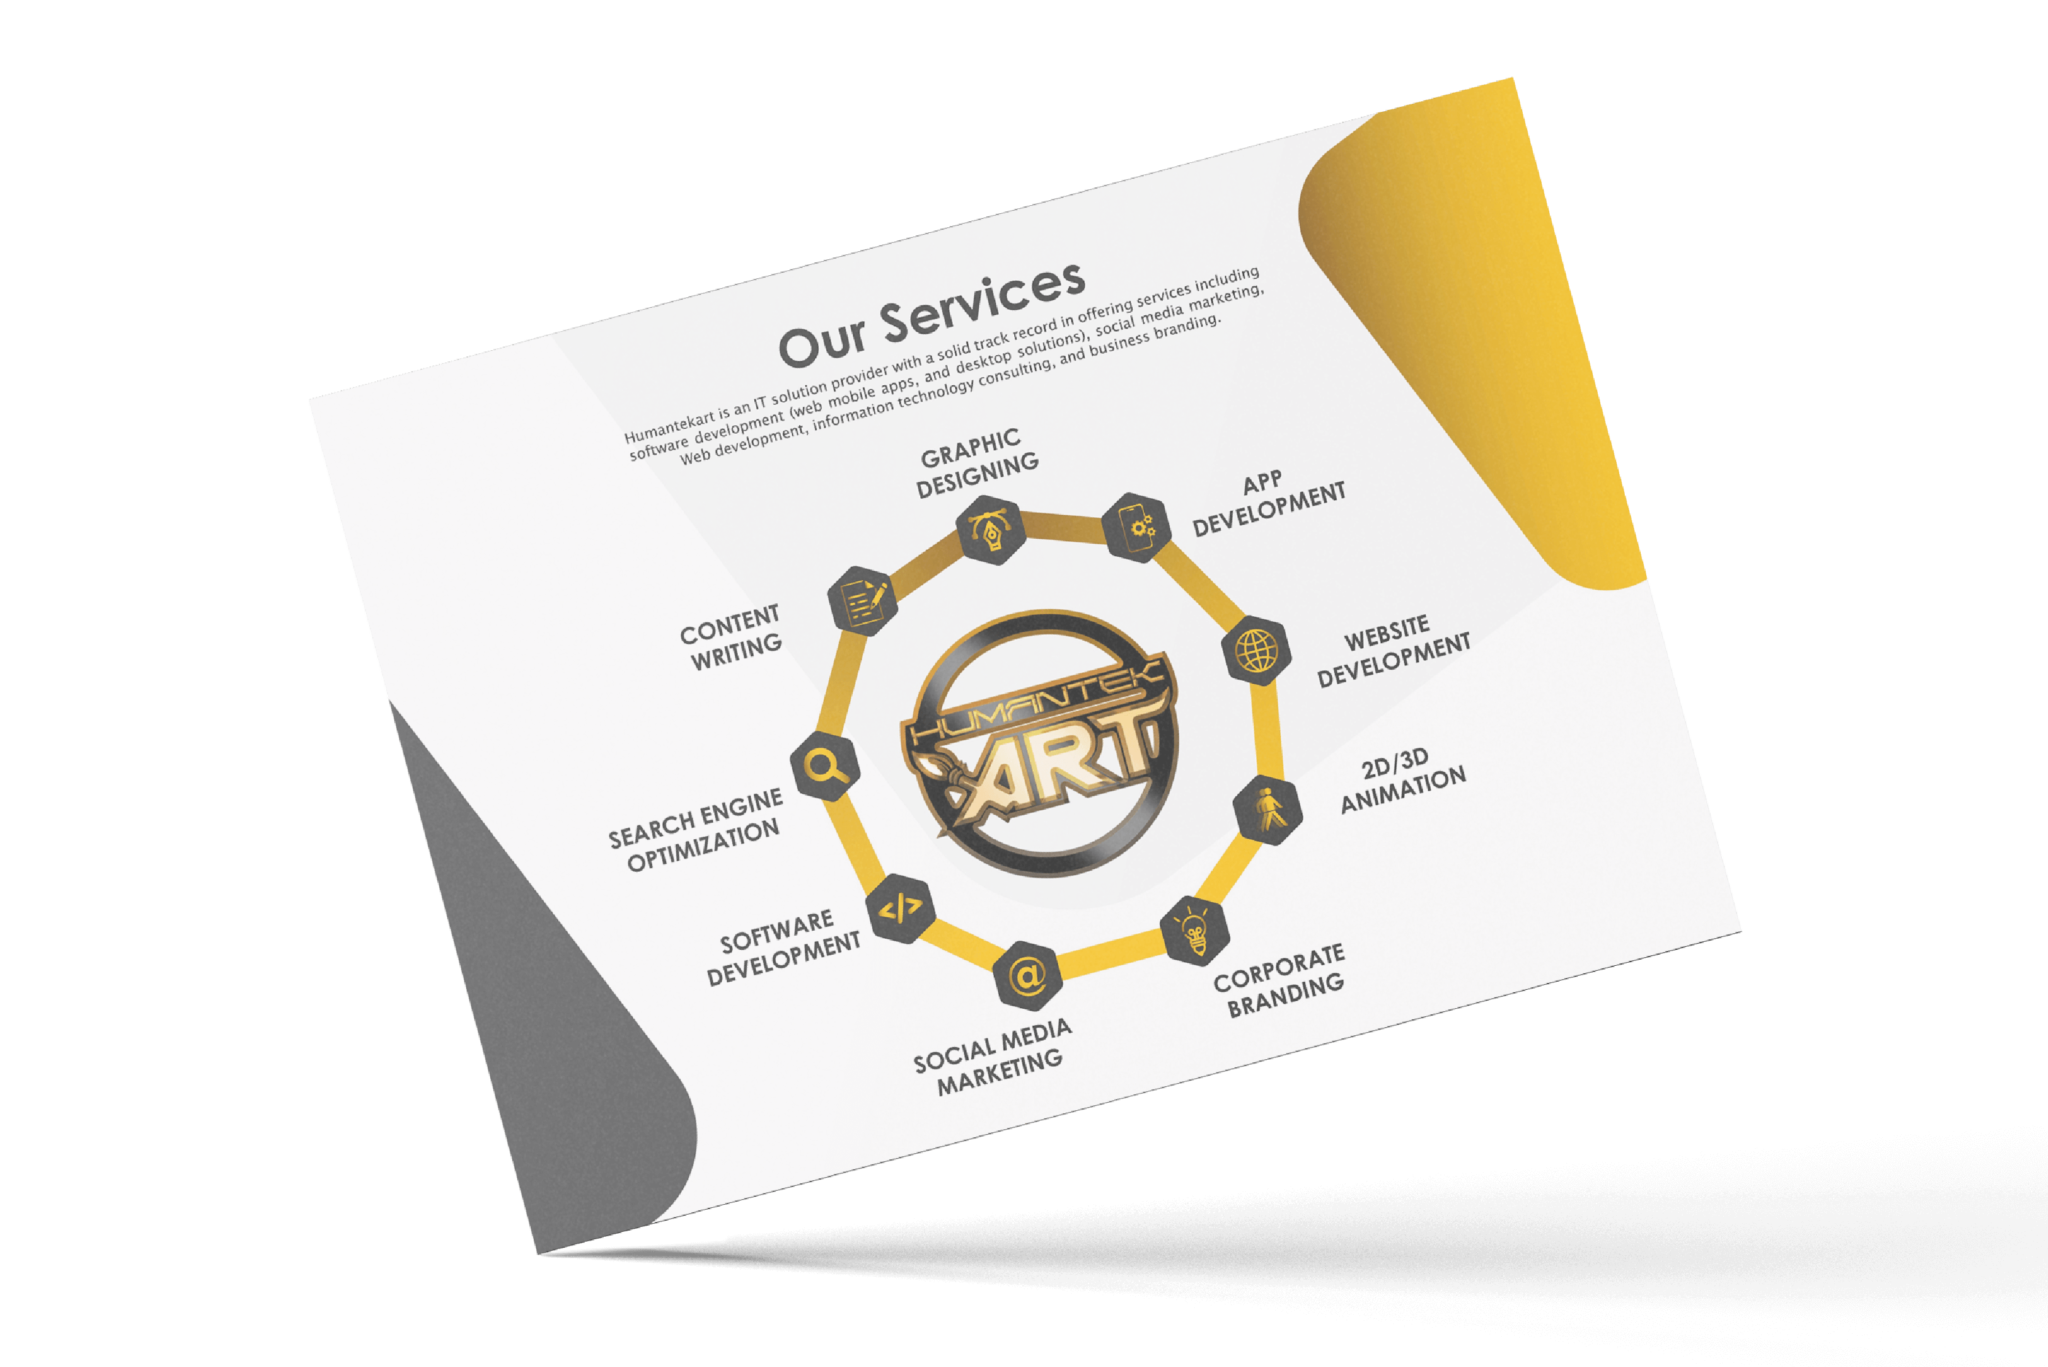 Our Services
Humantekart is an IT solution provider with a solid track record in offering services including
software development (web mobile apps, and desktop solutions), social media marketing,
Web development, information technology consulting, and business branding.
GRAPHIC
DESIGNING
APP
DEVELOPMENT
CONTENT
WRITING
WEBSITE
DEVELOPMENT
HUMANTEK
ART
2D/3D
ANIMATION
SEARCH ENGINE
OPTIMIZATION
SOFTWARE
DEVELOPMENT
</>
@
CORPORATE
BRANDING
SOCIAL MEDIA
MARKETING